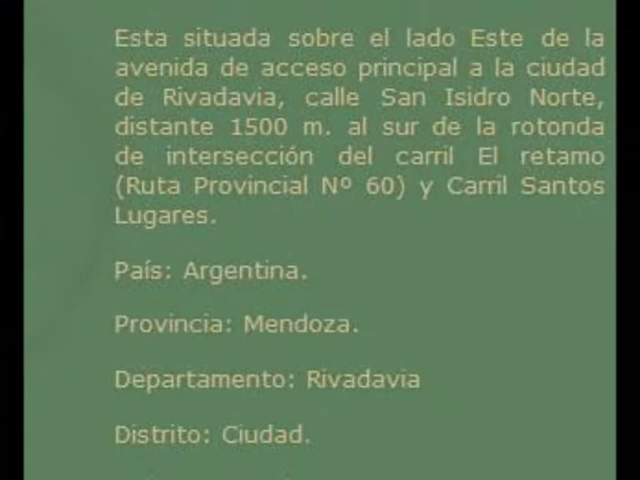 Esta situada sobre el lado Este de la
avenida de acceso principal a la ciudad
de Rivadavia, calle San Isidro Norte,
distante 1500 m. al sur de la rotonda
de intersección del carril El retamo
(Ruta Provincial Nº 60) y Carril Santos
Lugares.
País: Argentina.
Provincia: Mendoza.
Departamento: Rivadavia
Distrito: Ciudad.